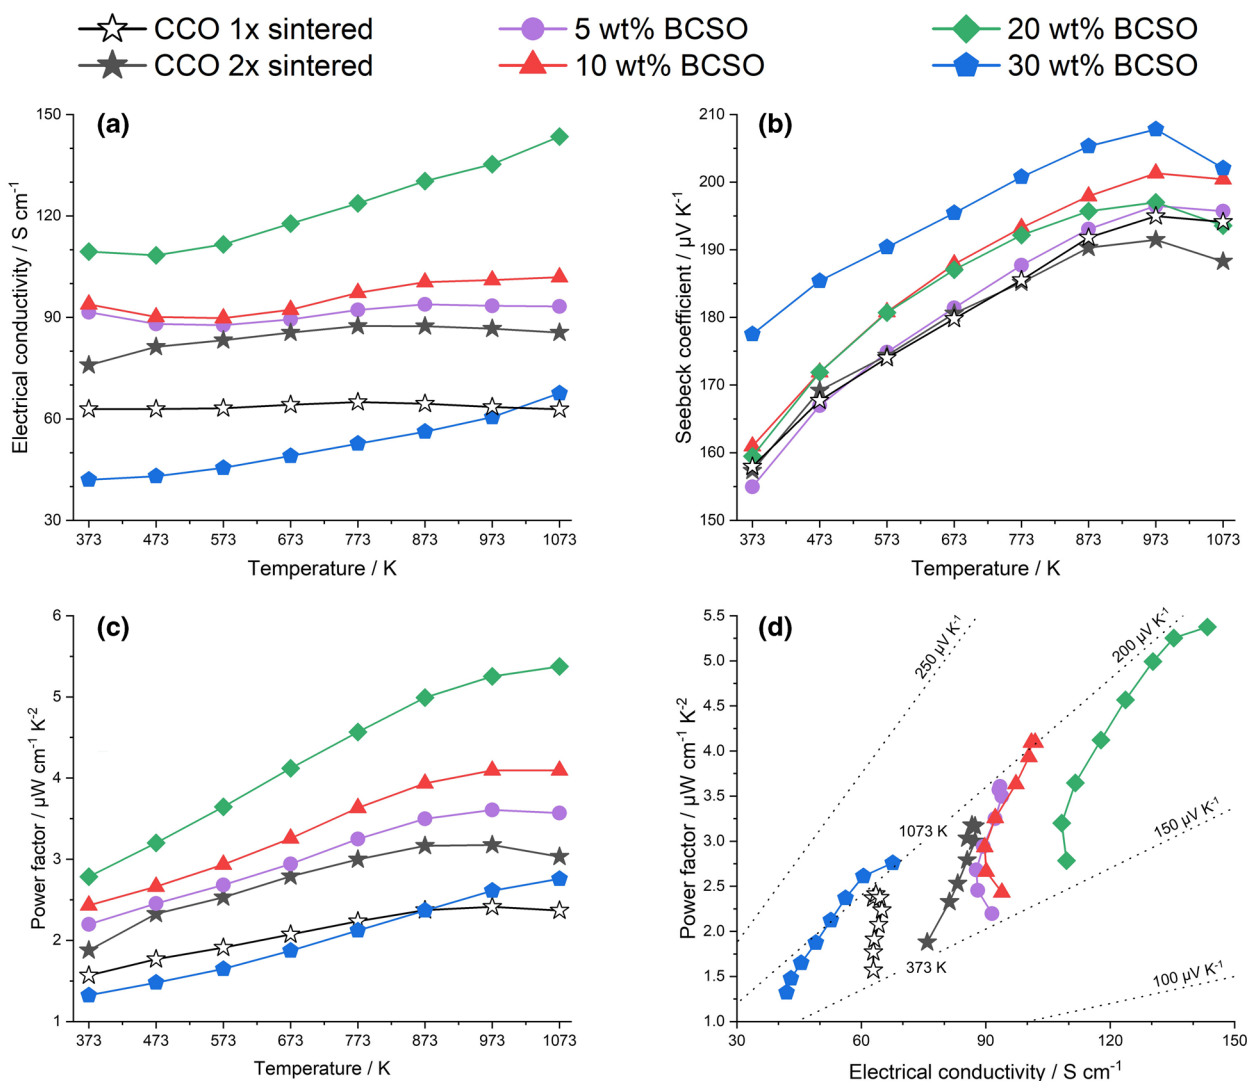 CCO 1x sintered
5 wt% BCSO
20 wt% BCSO
CCO 2x sintered
10 wt% BCSO
30 wt% BCSO
(a)
Electrical conductivity / S cm⁻¹
150
120
90
60
30
373 473 573 673 773 873 973 1073
Temperature / K
(b)
Seebeck coefficient / µV K⁻¹
210
200
190
180
170
160
150
373 473 573 673 773 873 973 1073
Temperature / K
(c)
Power factor / µW cm⁻¹ K⁻²
6
5
4
3
2
1
373 473 573 673 773 873 973 1073
Temperature / K
(d)
Power factor / µW cm⁻¹ K⁻²
5.5
5.0
4.5
4.0
3.5
3.0
2.5
2.0
1.5
1.0
250 µV K⁻¹
200 µV K⁻¹
150 µV K⁻¹
100 µV K⁻¹
1073 K
373 K
30 60 90 120 150
Electrical conductivity / S cm⁻¹